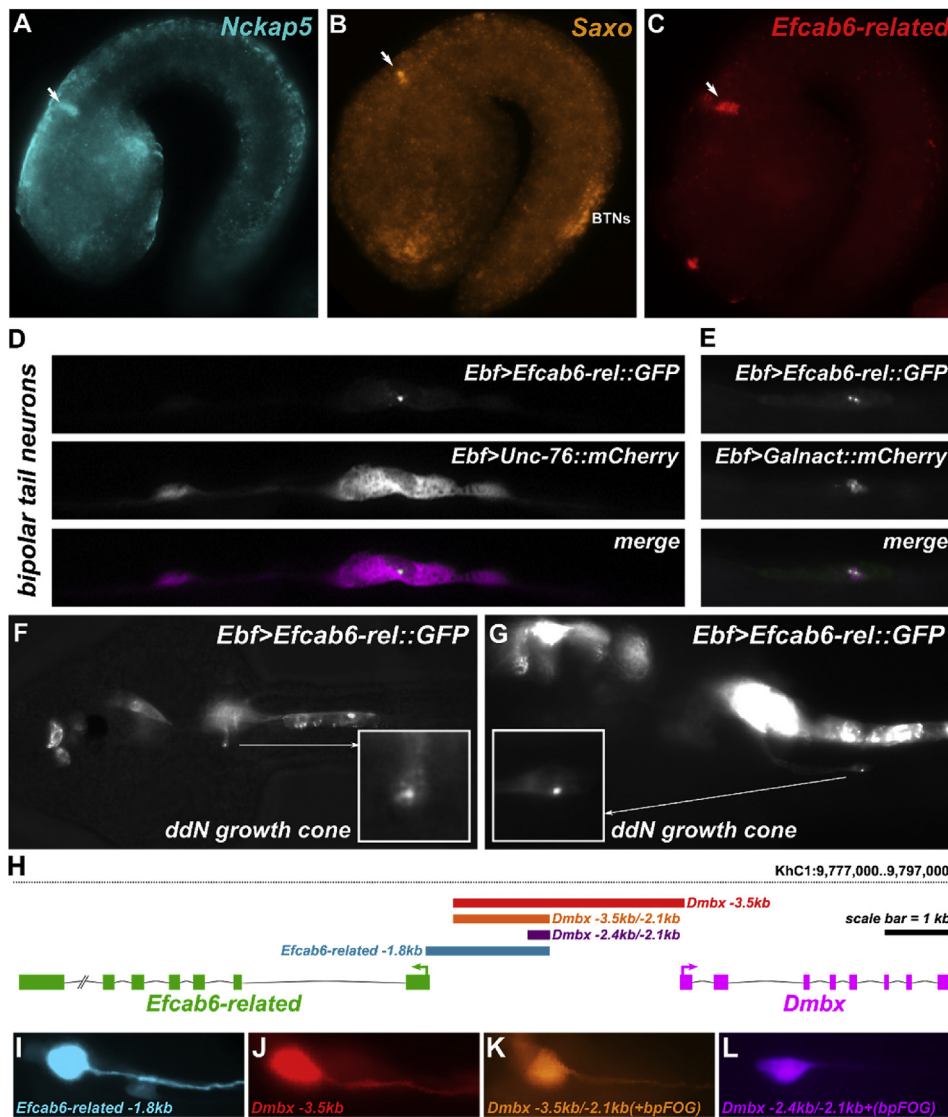 A
Nckap5
B
Saxo
BTNs
C
Efcab6-related
D
bipolar tail neurons
Ebf>Efcab6-rel::GFP
Ebf>Unc-76::mCherry
merge
E
Ebf>Efcab6-rel::GFP
Ebf>Galnact::mCherry
merge
F
Ebf>Efcab6-rel::GFP
ddN growth cone
G
Ebf>Efcab6-rel::GFP
ddN growth cone
H
KhC1:9,777,000..9,797,000
Dmbx -3.5kb
Dmbx -3.5kb/-2.1kb
scale bar = 1 kb
Dmbx -2.4kb/-2.1kb
Efcab6-related -1.8kb
Efcab6-related
Dmbx
I
Efcab6-related -1.8kb
J
Dmbx -3.5kb
K
Dmbx -3.5kb/-2.1kb(+bpFOG)
L
Dmbx -2.4kb/-2.1kb+(bpFOG)